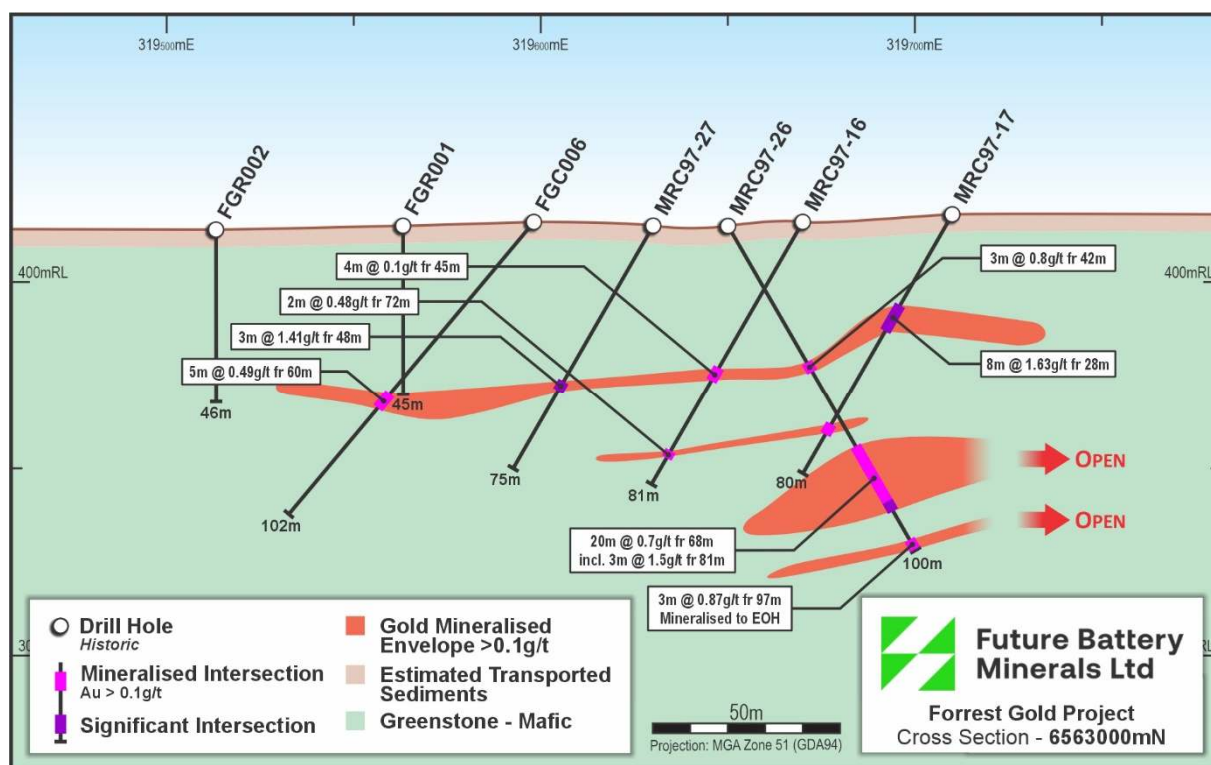 319500mE
319600mE
319700mE
FGR002
FGR001
FGC006
MRC97-27
MRC97-26
MRC97-16
MRC97-17
400mRL
400mRL
4m @ 0.1g/t fr 45m
3m @ 0.8g/t fr 42m
2m @ 0.48g/t fr 72m
3m @ 1.41g/t fr 48m
5m @ 0.49g/t fr 60m
8m @ 1.63g/t fr 28m
46m
45m
102m
75m
81m
80m
100m
OPEN
OPEN
20m @ 0.7g/t fr 68m
incl. 3m @ 1.5g/t fr 81m
3m @ 0.87g/t fr 97m
Mineralised to EOH
Drill Hole
Historic
Mineralised Intersection
Au > 0.1g/t
Significant Intersection
Gold Mineralised
Envelope >0.1g/t
Estimated Transported
Sediments
Greenstone - Mafic
50m
Projection: MGA Zone 51 (GDA94)
Future Battery
Minerals Ltd
Forrest Gold Project
Cross Section - 6563000mN